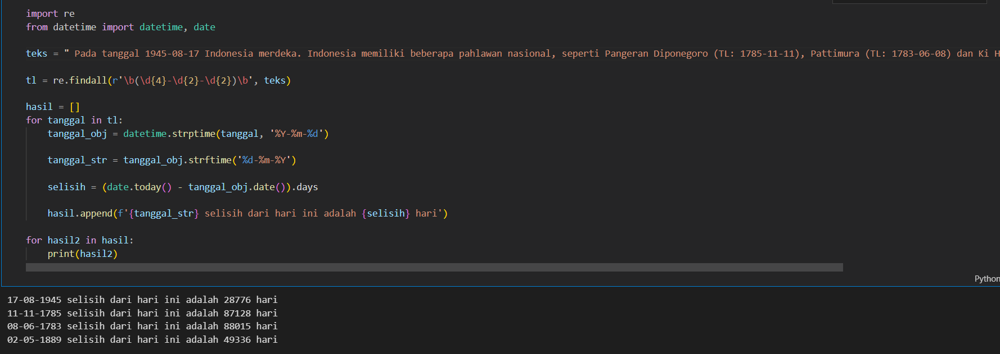 import re
from datetime import datetime, date
teks = " Pada tanggal 1945-08-17 Indonesia merdeka. Indonesia memiliki beberapa pahlawan nasional, seperti Pangeran Diponegoro (TL: 1785-11-11), Pattimura (TL: 1783-06-08) dan Ki H
tl = re.findall(r'\b(\d{4}-\d{2}-\d{2})\b', teks)
hasil = []
for tanggal in tl:
    tanggal_obj = datetime.strptime(tanggal, '%Y-%m-%d')
    tanggal_str = tanggal_obj.strftime('%d-%m-%Y')
    selisih = (date.today() - tanggal_obj.date()).days
    hasil.append(f'{tanggal_str} selisih dari hari ini adalah {selisih} hari')
for hasil2 in hasil:
    print(hasil2)
Python
17-08-1945 selisih dari hari ini adalah 28776 hari
11-11-1785 selisih dari hari ini adalah 87128 hari
08-06-1783 selisih dari hari ini adalah 88015 hari
02-05-1889 selisih dari hari ini adalah 49336 hari